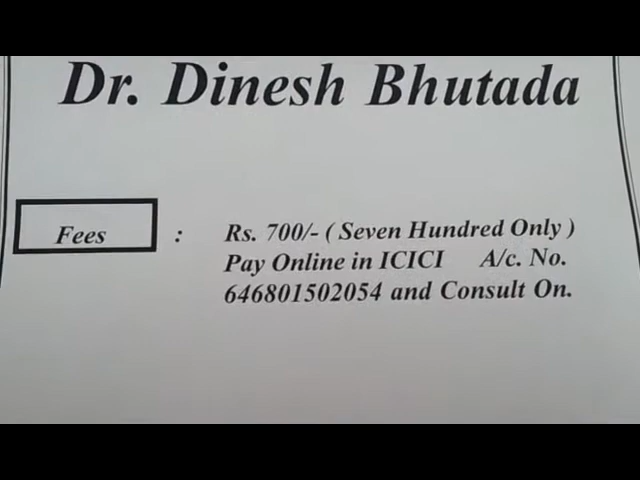 Dr. Dinesh Bhutada
Fees : Rs. 700/- ( Seven Hundred Only )
Pay Online in ICICI A/c. No.
646801502054 and Consult On.